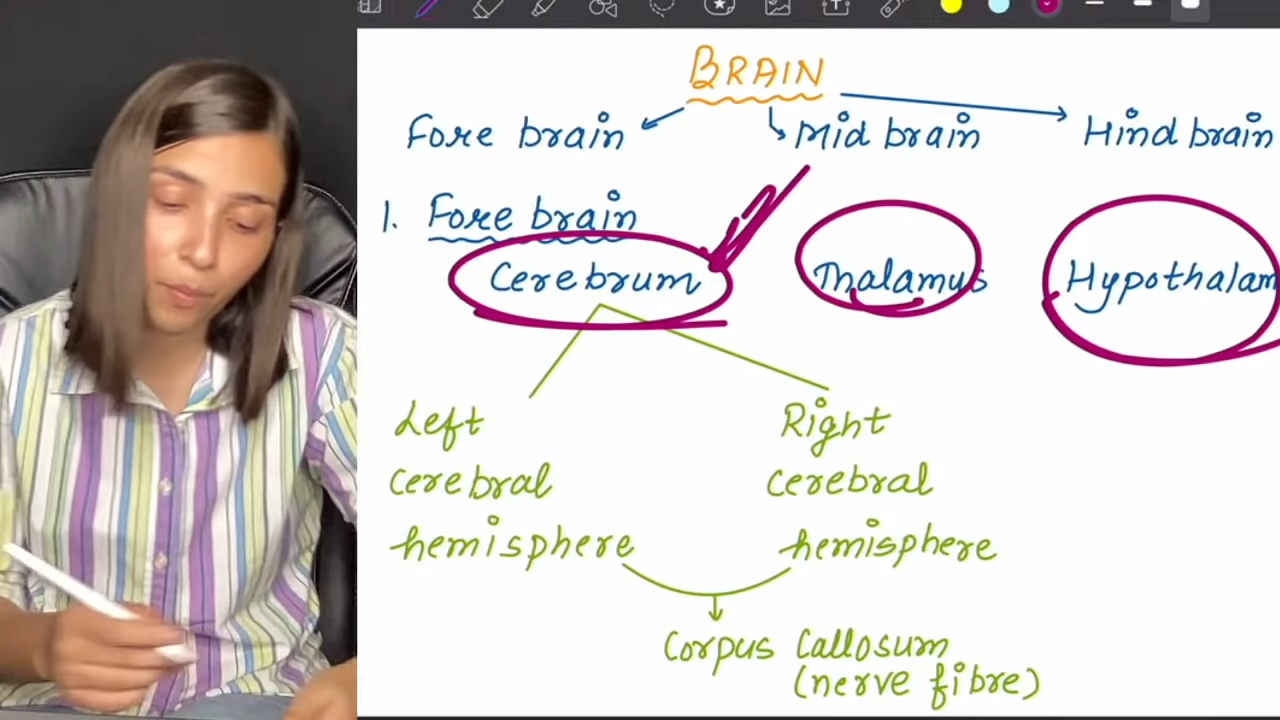 BRAIN
Fore brain Mid brain Hind brain
1. Fore brain
Cerebrum Thalamus Hypothalam
Left Right
cerebral cerebral
hemisphere hemisphere
Corpus Callosum
(nerve fibre)